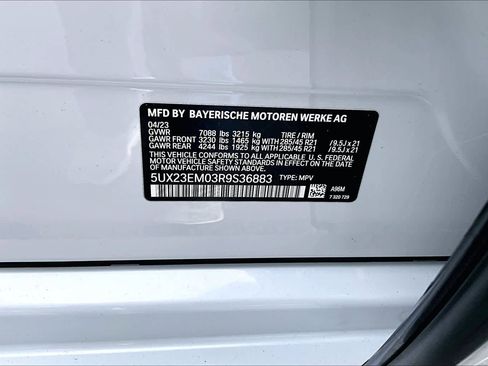 MFD BY BAYERISCHE MOTOREN WERKE AG
04/23
GVWR 7088 lbs 3215 kg TIRE / RIM
GAWR FRONT 3230 lbs 1465 kg WITH 285/45 R21 /9.5J x 21
GAWR REAR 4244 lbs 1925 kg WITH 285/45 R21 /9.5J x 21
THIS VEHICLE CONFORMS TO ALL APPLICABLE U.S. FEDERAL
MOTOR VEHICLE SAFETY STANDARDS IN EFFECT ON THE DATE
OF MANUFACTURE SHOWN ABOVE.
5UX23EM03R9S36883 TYPE: MPV
A96M
7 920 729